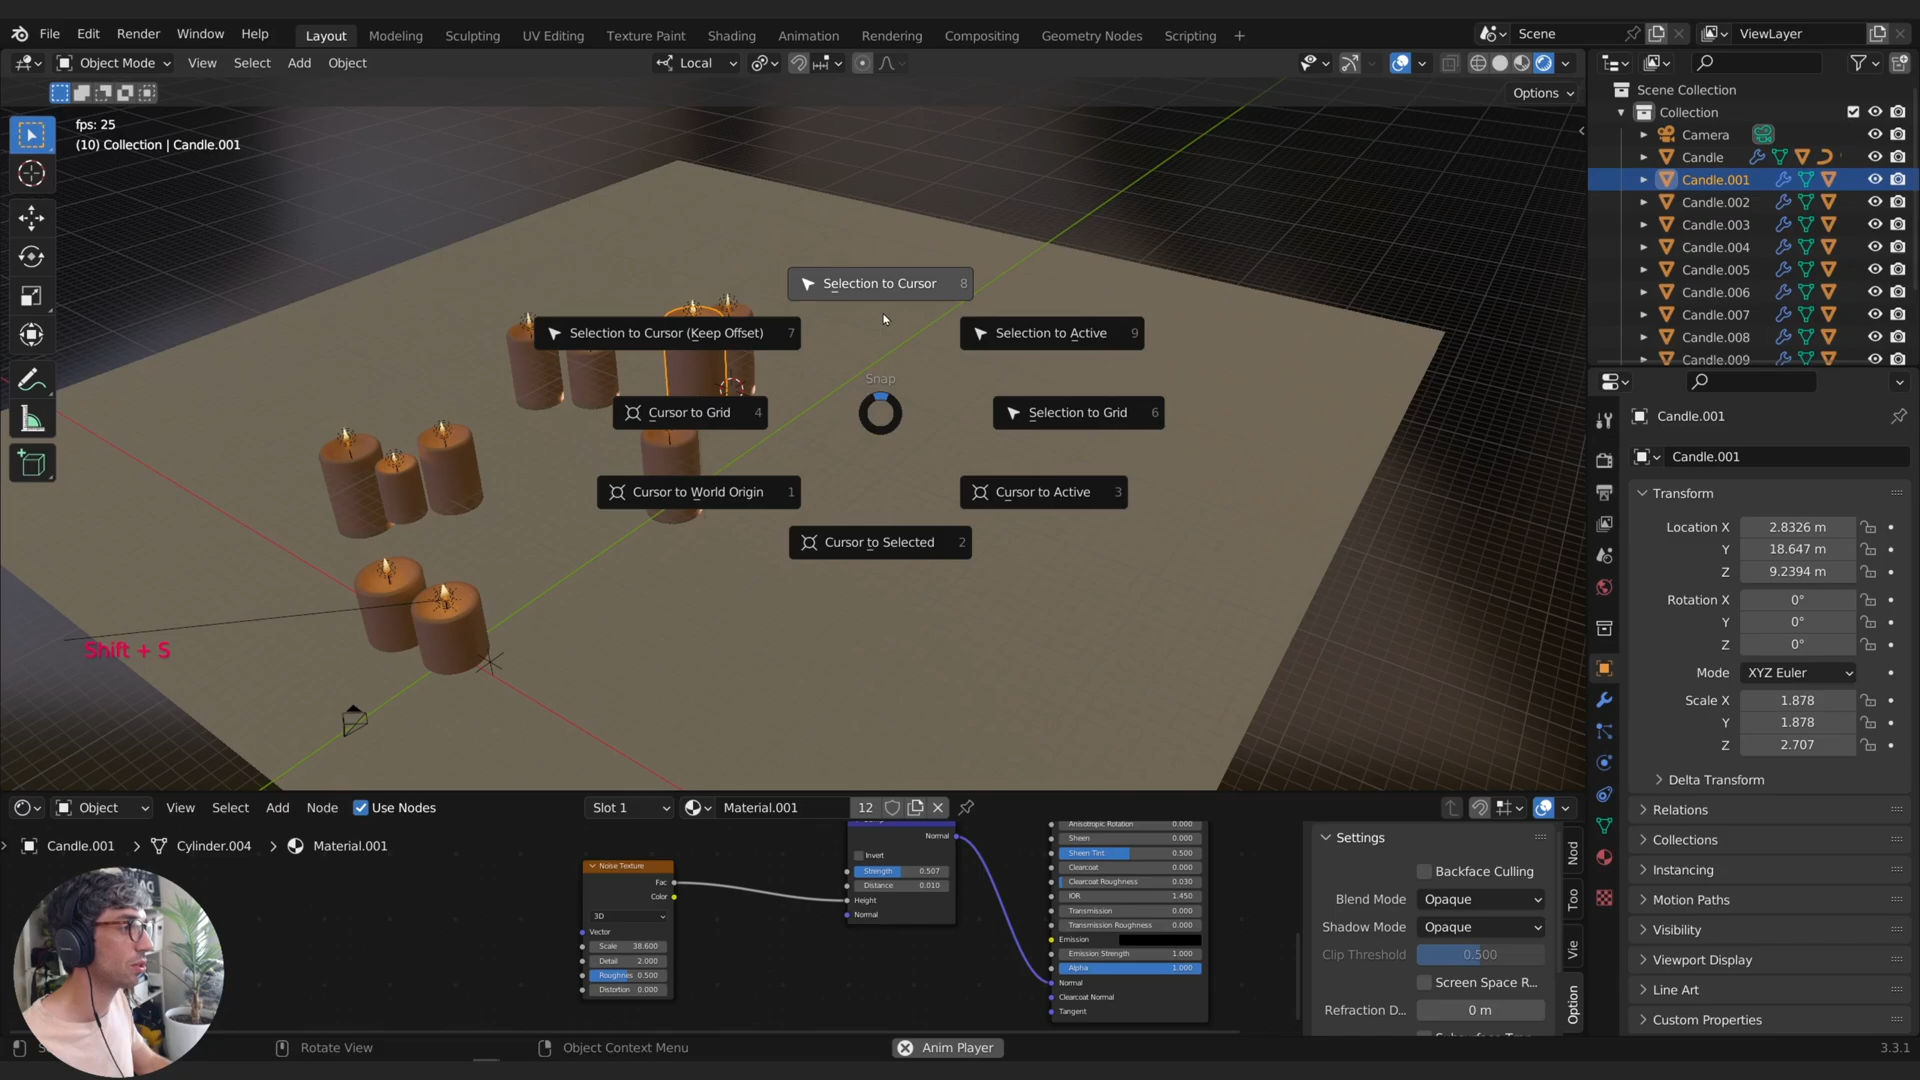 File Edit Render Window Help Layout Modeling Sculpting UV Editing Texture Paint Shading Animation Rendering Compositing Geometry Nodes Scripting Scene ViewLayer
Object Mode View Select Add Object Local
Options
fps: 25
(10) Collection | Candle.001
Selection to Cursor 8
Selection to Cursor (Keep Offset) 7
Selection to Active 9
Snap
Cursor to Grid 4
Selection to Grid 6
Cursor to World Origin 1
Cursor to Active 3
Cursor to Selected 2
Shift + S
Scene Collection
Collection
Camera
Candle
Candle.001
Candle.002
Candle.003
Candle.004
Candle.005
Candle.006
Candle.007
Candle.008
Candle.009
Candle.001
Candle.001
Transform
Location X 2.8326 m
Y 18.647 m
Z 9.2394 m
Rotation X 0°
Y 0°
Z 0°
Mode XYZ Euler
Scale X 1.878
Y 1.878
Z 2.707
Delta Transform
Relations
Collections
Instancing
Motion Paths
Visibility
Viewport Display
Line Art
Custom Properties
Object View Select Add Node Use Nodes Slot 1 Material.001 12
Candle.001 > Cylinder.004 > Material.001
Noise Texture
Fac
Color
3D
Vector
Scale 38.600
Detail 2.000
Roughnes 0.500
Distortion 0.000
Normal
Invert
Strength 0.507
Distance 0.010
Height
Normal
Anisotropic Rotation 0.000
Sheen 0.000
Sheen Tint 0.500
Clearcoat 0.000
Clearcoat Roughness 0.030
IOR 1.450
Transmission 0.000
Transmission Roughness 0.000
Emission
Emission Strength 1.000
Alpha 1.000
Normal
Clearcoat Normal
Tangent
Settings
Backface Culling
Blend Mode Opaque
Shadow Mode Opaque
Clip Threshold 0.500
Screen Space R...
Refraction D... 0 m
Nod
Too
Vie
Option
Rotate View Object Context Menu Anim Player 3.3.1